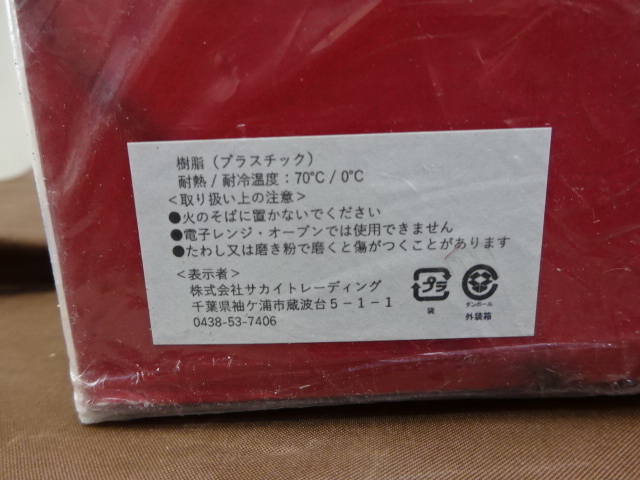 樹脂（プラスチック）
耐熱 / 耐冷温度：70℃ / 0℃
＜取り扱い上の注意＞
●火のそばに置かないでください
●電子レンジ・オーブンでは使用できません
●たわし又は磨き粉で磨くと傷がつくことがあります
＜表示者＞
株式会社サカイトレーディング
千葉県袖ケ浦市蔵波台５－１－１
0438-53-7406
プラ
袋
ダンボール
外装箱